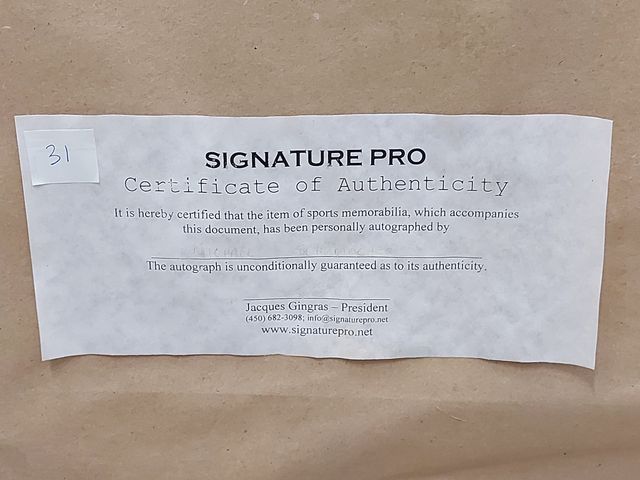 31
SIGNATURE PRO
Certificate of Authenticity
It is hereby certified that the item of sports memorabilia, which accompanies
this document, has been personally autographed by
The autograph is unconditionally guaranteed as to its authenticity.
Jacques Gingras – President
(450) 682-3098; info@signaturepro.net
www.signaturepro.net